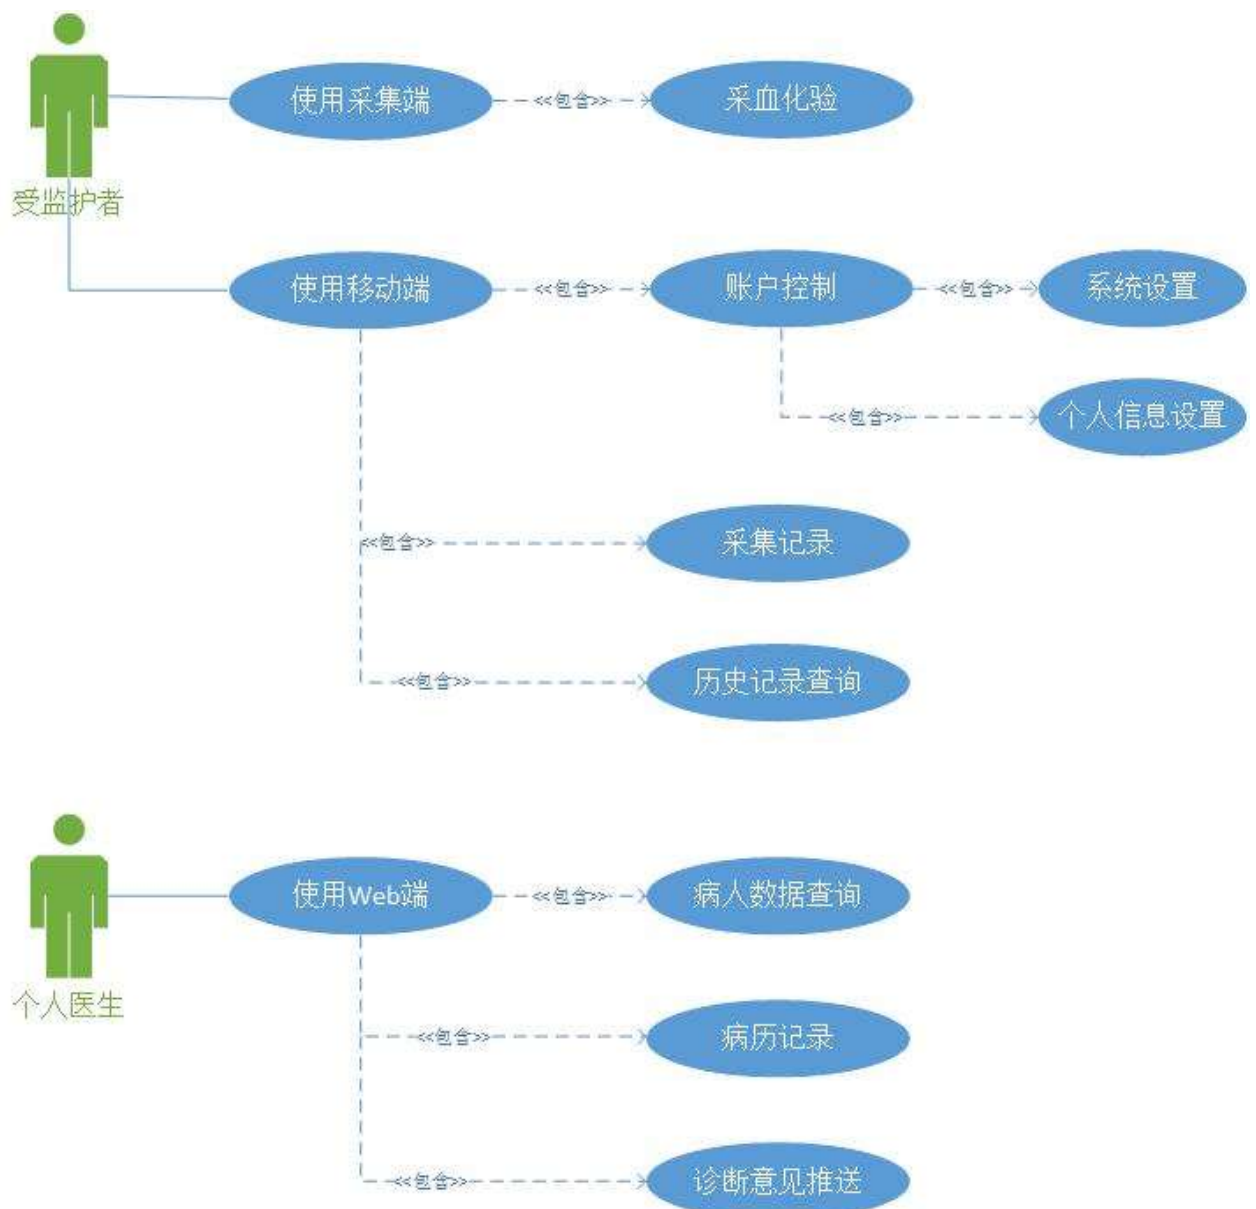 使用采集端
<<包含>>
采血化验
受监护者
使用移动端
<<包含>>
账户控制
<<包含>>
系统设置
<<包含>>
个人信息设置
<<包含>>
采集记录
<<包含>>
历史记录查询
使用Web端
<<包含>>
病人数据查询
个人医生
<<包含>>
病历记录
<<包含>>
诊断意见推送